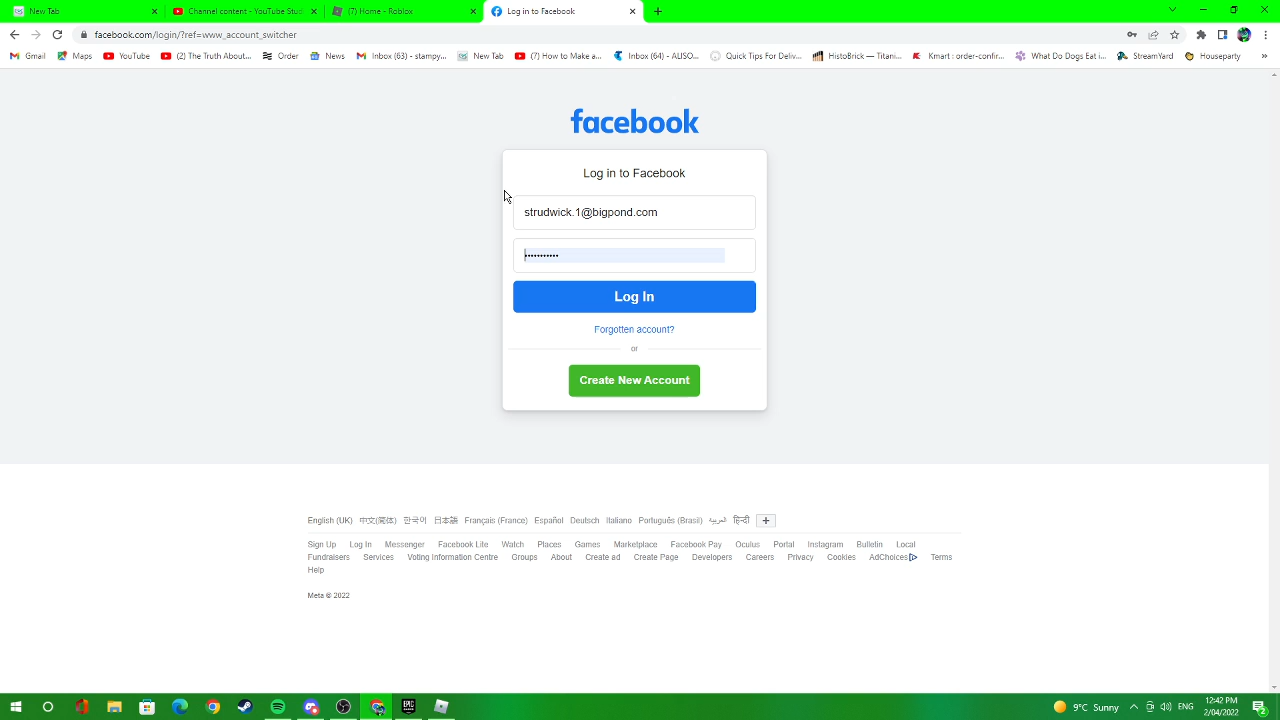 New Tab Channel content - YouTube Studi (7) Home - Roblox Log in to Facebook
facebook.com/login/?ref=www_account_switcher
Gmail Maps YouTube (2) The Truth About... Order News Inbox (63) - stampy... New Tab (7) How to Make a... Inbox (64) - ALISO... Quick Tips For Deliv... HistoBrick — Titani... Kmart : order-confir... What Do Dogs Eat i... StreamYard Houseparty »
facebook
Log in to Facebook
strudwick.1@bigpond.com
•••••••••••
Log In
Forgotten account?
or
Create New Account
English (UK) 中文(简体) 한국어 日本語 Français (France) Español Deutsch Italiano Português (Brasil) العربية हिन्दी +
Sign Up Log In Messenger Facebook Lite Watch Places Games Marketplace Facebook Pay Oculus Portal Instagram Bulletin Local
Fundraisers Services Voting Information Centre Groups About Create ad Create Page Developers Careers Privacy Cookies AdChoices Terms
Help
Meta © 2022
9°C Sunny ENG 12:42 PM
2/04/2022 2